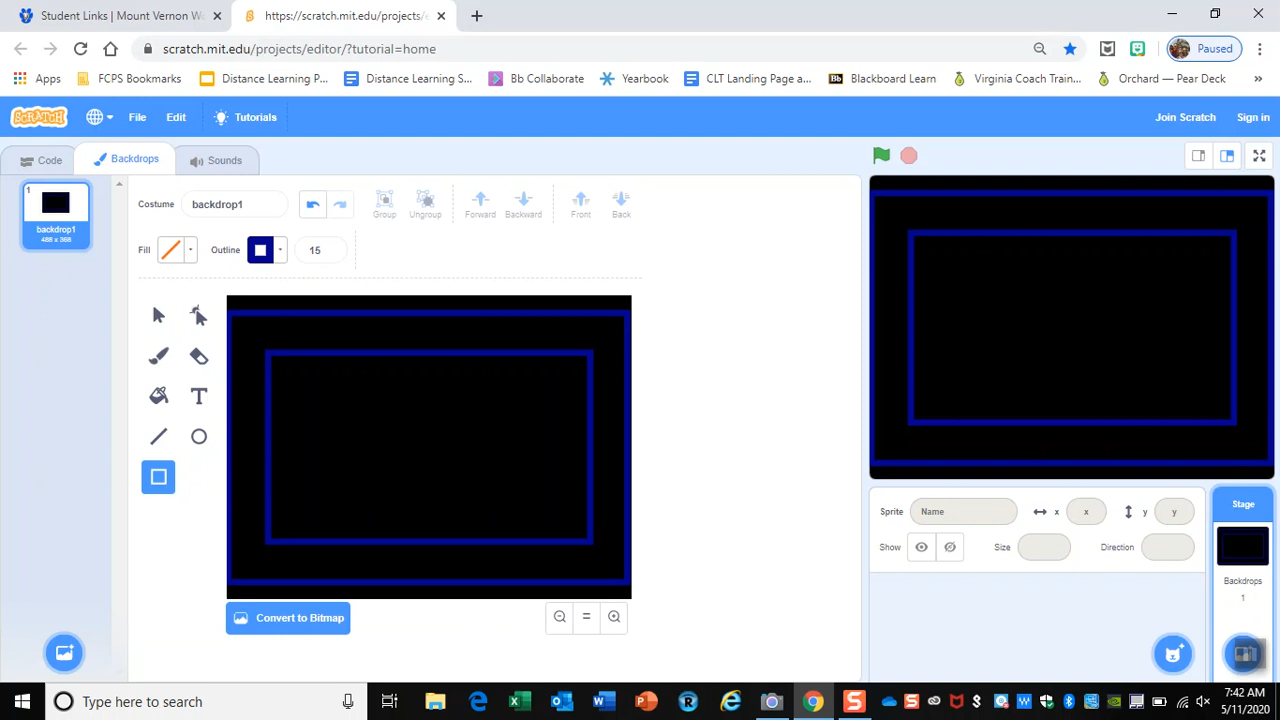 Student Links | Mount Vernon W
https://scratch.mit.edu/projects/e
scratch.mit.edu/projects/editor/?tutorial=home
Paused
Apps
FCPS Bookmarks
Distance Learning P...
Distance Learning S...
Bb Collaborate
Yearbook
CLT Landing Page a...
Bb
Blackboard Learn
Virginia Coach Train...
Orchard — Pear Deck
»
SCRATCH
File
Edit
Tutorials
Join Scratch
Sign in
Code
Backdrops
Sounds
1
backdrop1
488 x 368
Costume
backdrop1
Group
Ungroup
Forward
Backward
Front
Back
Fill
Outline
15
T
Convert to Bitmap
=
Sprite
Name
x
x
y
y
Show
Size
Direction
Stage
Backdrops
1
Type here to search
7:42 AM
5/11/2020